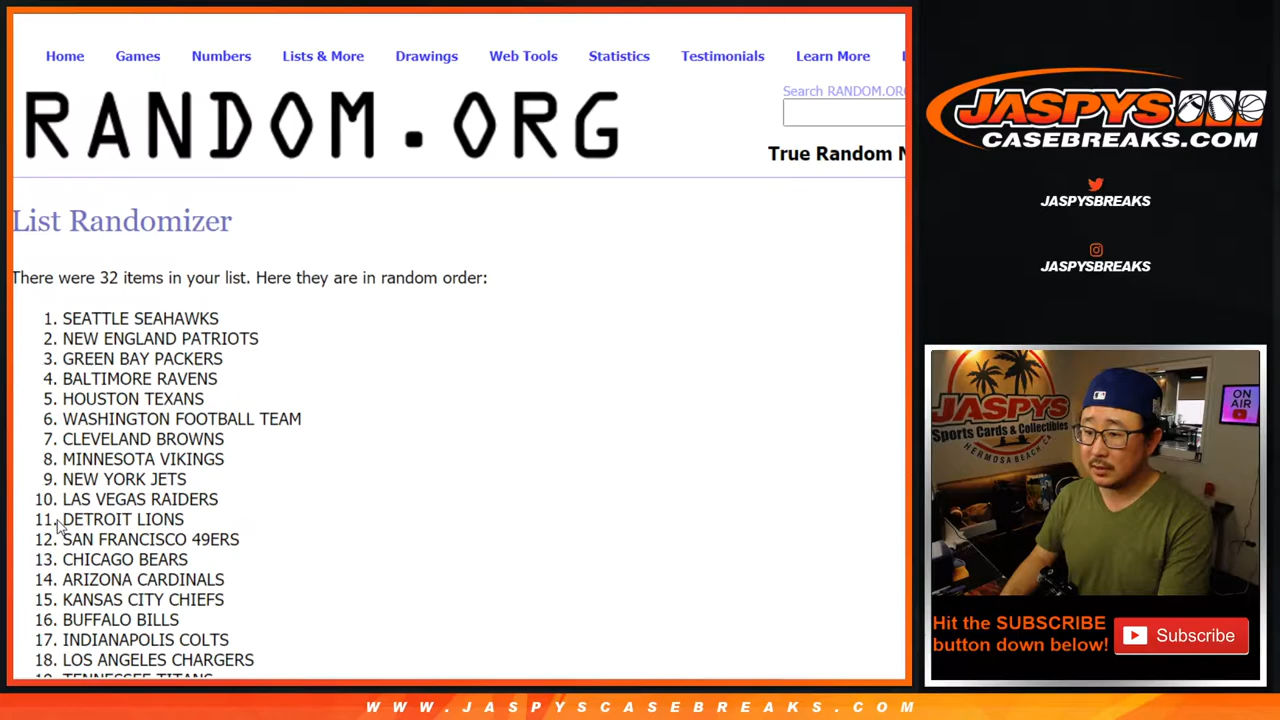 Home Games Numbers Lists & More Drawings Web Tools Statistics Testimonials Learn More
Search RANDOM.ORG
RANDOM.ORG
True Random N
List Randomizer
There were 32 items in your list. Here they are in random order:
1. SEATTLE SEAHAWKS
2. NEW ENGLAND PATRIOTS
3. GREEN BAY PACKERS
4. BALTIMORE RAVENS
5. HOUSTON TEXANS
6. WASHINGTON FOOTBALL TEAM
7. CLEVELAND BROWNS
8. MINNESOTA VIKINGS
9. NEW YORK JETS
10. LAS VEGAS RAIDERS
11. DETROIT LIONS
12. SAN FRANCISCO 49ERS
13. CHICAGO BEARS
14. ARIZONA CARDINALS
15. KANSAS CITY CHIEFS
16. BUFFALO BILLS
17. INDIANAPOLIS COLTS
18. LOS ANGELES CHARGERS
19. TENNESSEE TITANS
JASPYS
CASEBREAKS.COM
JASPYSBREAKS
JASPYSBREAKS
JASPYS
Sports Cards & Collectibles
HERMOSA BEACH, CA
ON AIR
Hit the SUBSCRIBE
button down below!
Subscribe
WWW.JASPYSCASEBREAKS.COM